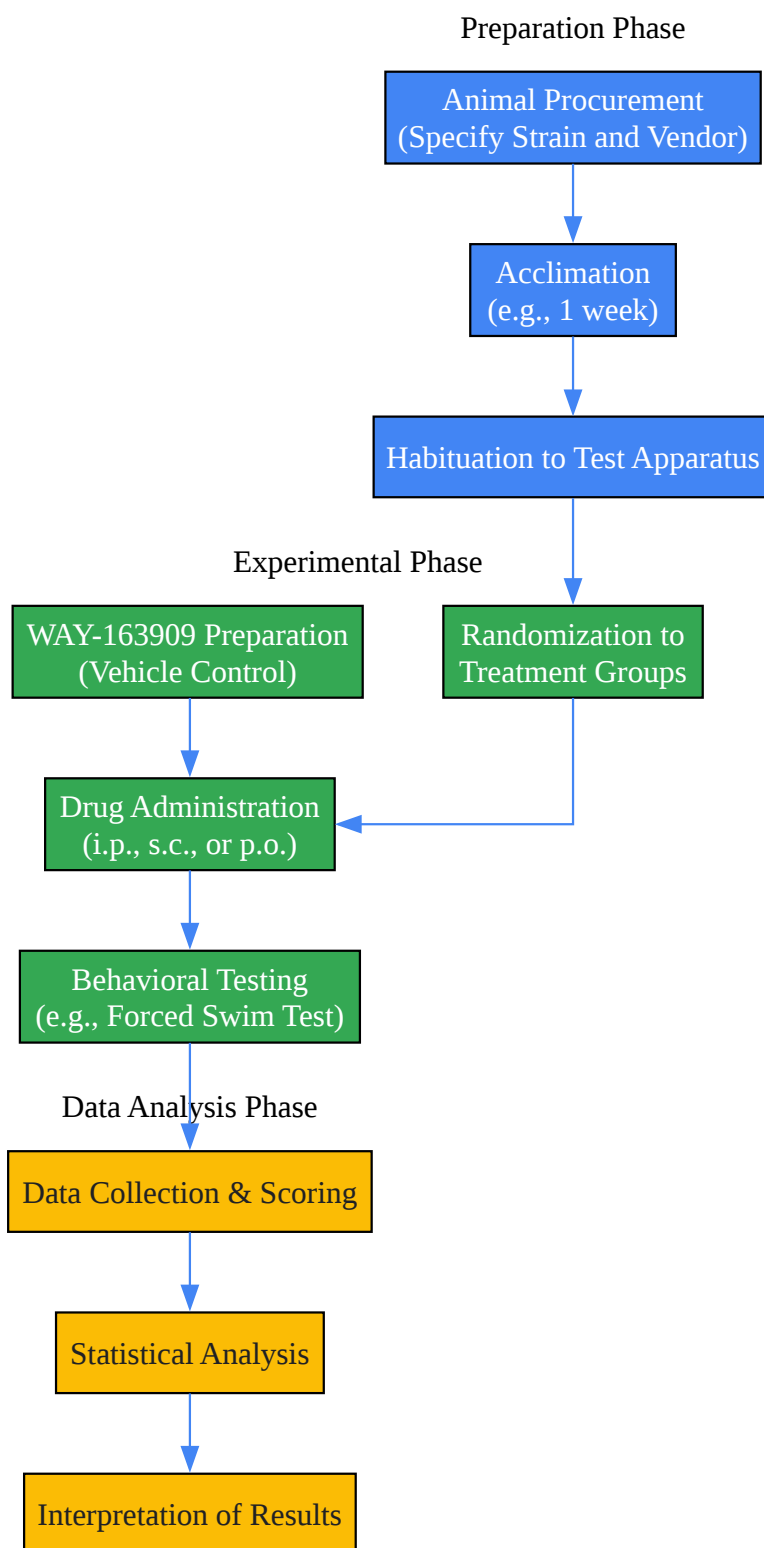 Preparation Phase
Animal Procurement
(Specify Strain and Vendor)
Acclimation
(e.g., 1 week)
Habituation to Test Apparatus
Experimental Phase
WAY-163909 Preparation
(Vehicle Control)
Randomization to
Treatment Groups
Drug Administration
(i.p., s.c., or p.o.)
Behavioral Testing
(e.g., Forced Swim Test)
Data Analysis Phase
Data Collection & Scoring
Statistical Analysis
Interpretation of Results